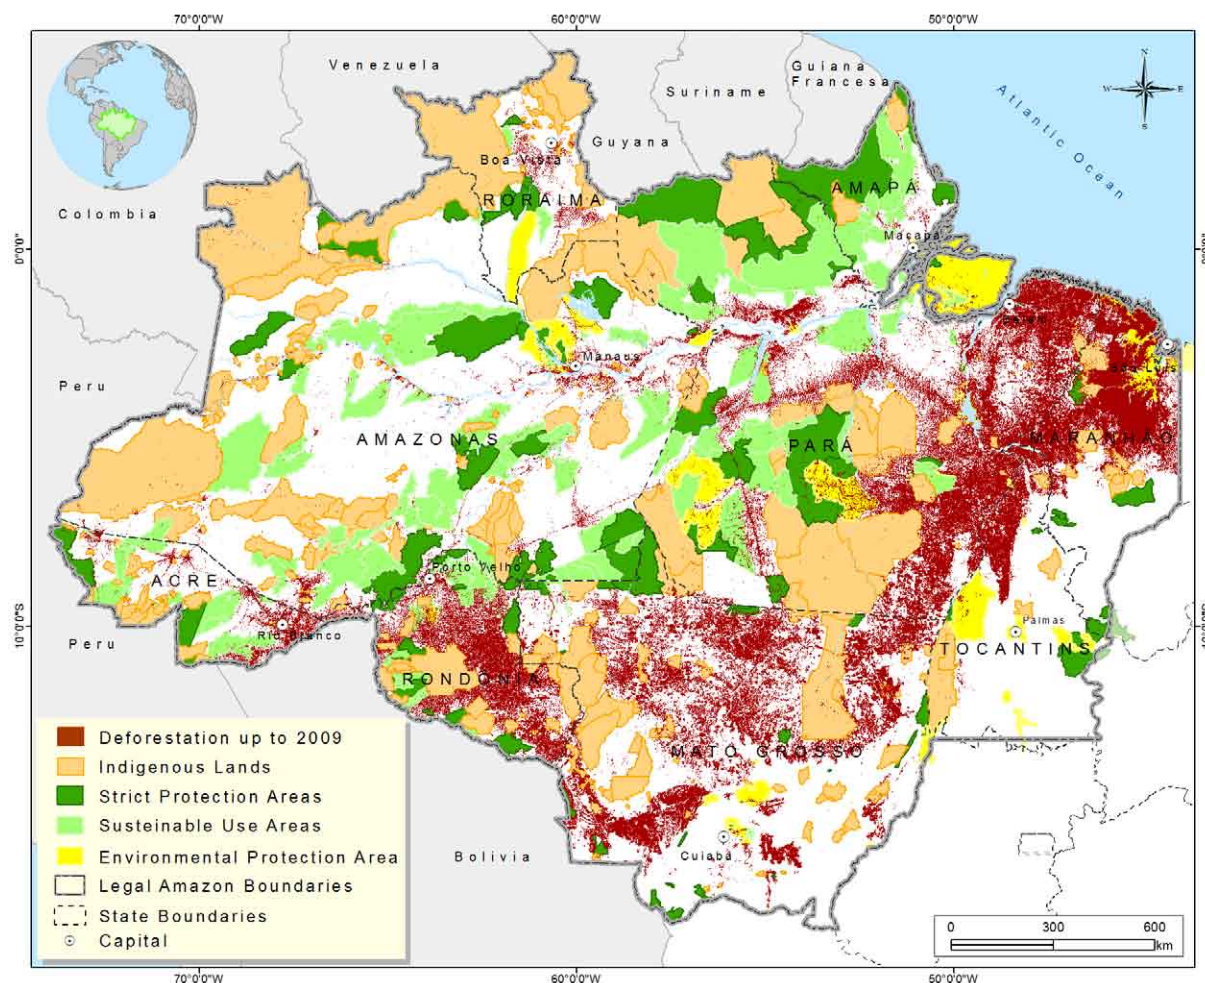 70°0'0"W
60°0'0"W
50°0'0"W
Venezuela
Guiana
Francesa
Suriname
N
W
E
S
Atlantic Ocean
Guyana
Boa Vista
Colombia
RORAIMA
AMAPÁ
Macapá
0°0'0"
Manaus
Peru
AMAZONAS
PARÁ
MARANHÃO
Porto Velho
ACRE
Rio Branco
Palmas
10°0'0"S
Peru
TOCANTINS
RONDÔNIA
MATO GROSSO
Cuiabá
Bolivia
Deforestation up to 2009
Indigenous Lands
Strict Protection Areas
Susteinable Use Areas
Environmental Protection Area
Legal Amazon Boundaries
State Boundaries
Capital
0
300
600
km
70°0'0"W
60°0'0"W
50°0'0"W